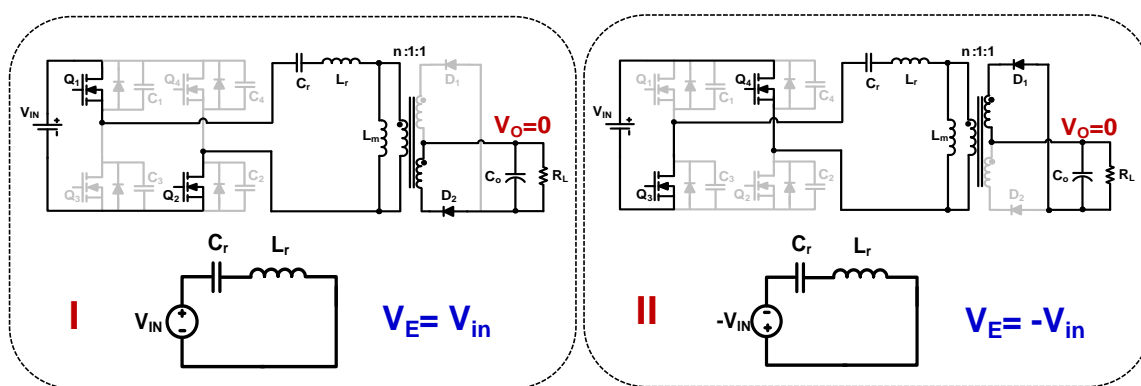 n:1:1
Q1
C1
Q4
C4
Cr
Lr
D1
VIN
+
-
Lm
VO=0
Q3
C3
Q2
C2
Co
RL
D2
Cr
Lr
I
VIN
+
-
VE= Vin
n:1:1
Q1
C1
Q4
C4
Cr
Lr
D1
VIN
+
-
Lm
VO=0
Q3
C3
Q2
C2
Co
RL
D2
Cr
Lr
II
-VIN
-
+
VE= -Vin